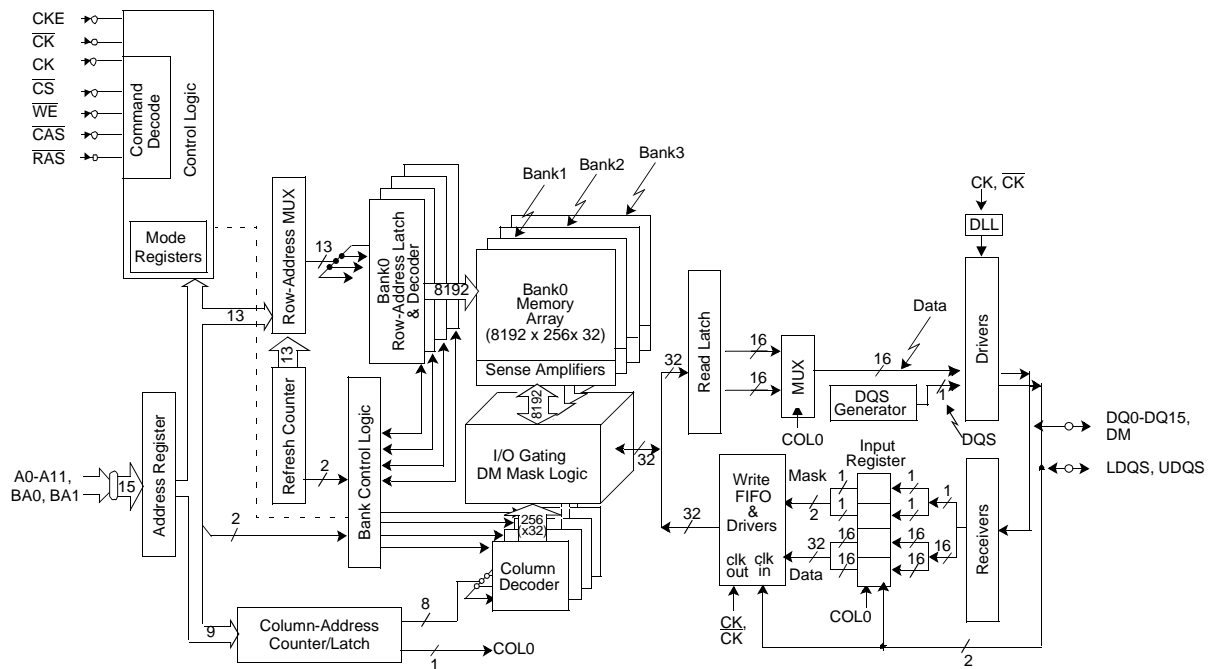 CKE
CK
CK
CS
WE
CAS
RAS
Command
Decode
Control Logic
Mode
Registers
Row-Address MUX
13
13
13
Refresh Counter
Bank0
Row-Address Latch
& Decoder
8192
Bank1
Bank2
Bank3
Bank0
Memory
Array
(8192 x 256x 32)
Sense Amplifiers
8192
I/O Gating
DM Mask Logic
32
A0-A11,
BA0, BA1
15
Address Register
2
2
Bank Control Logic
256
(x32)
Column
Decoder
9
Column-Address
Counter/Latch
8
1
COL0
32
Read Latch
16
16
MUX
COL0
Data
16
DQS
Generator
1
DQS
CK, CK
DLL
Drivers
DQ0-DQ15,
DM
LDQS, UDQS
32
Write
FIFO
&
Drivers
clk
out
clk
in
CK,
CK
Mask
2
32
Data
Input
Register
1
1
16
16
1
1
16
16
1
16
COL0
Receivers
2